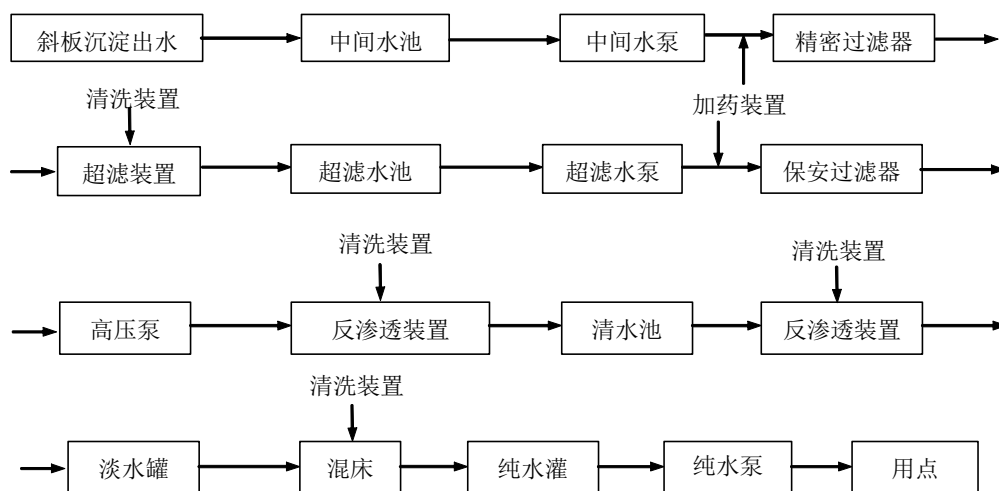 斜板沉淀出水
中间水池
中间水泵
精密过滤器
清洗装置
加药装置
超滤装置
超滤水池
超滤水泵
保安过滤器
清洗装置
清洗装置
高压泵
反渗透装置
清水池
反渗透装置
清洗装置
淡水罐
混床
纯水灌
纯水泵
用点